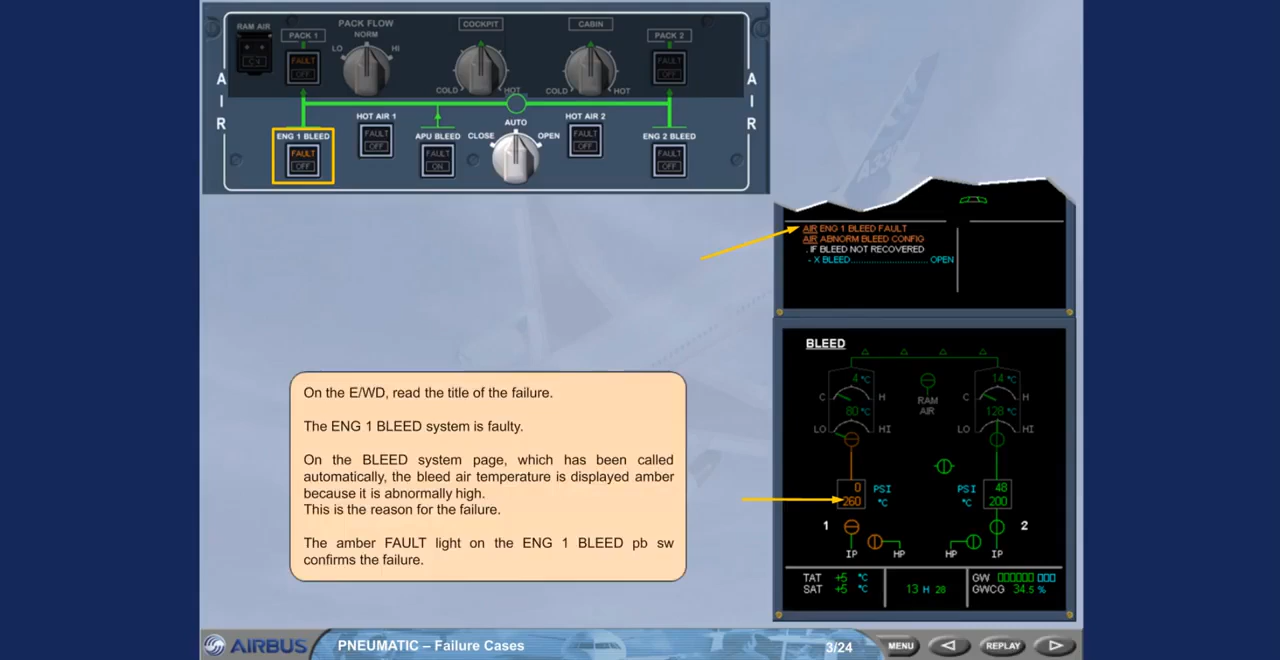 RAM AIR
PACK 1
PACK FLOW
NORM
LO
HI
COCKPIT
CABIN
PACK 2
FAULT
OFF
COLD
HOT
COLD
HOT
A
I
R
A
I
R
ENG 1 BLEED
FAULT
OFF
HOT AIR 1
FAULT
OFF
APU BLEED
FAULT
ON
CLOSE
AUTO
OPEN
HOT AIR 2
FAULT
OFF
ENG 2 BLEED
FAULT
OFF
AIR ENG 1 BLEED FAULT
AIR ABNORM BLEED CONFIG
. IF BLEED NOT RECOVERED
- X BLEED............................OPEN
On the E/WD, read the title of the failure.
The ENG 1 BLEED system is faulty.
On the BLEED system page, which has been called
automatically, the bleed air temperature is displayed amber
because it is abnormally high.
This is the reason for the failure.
The amber FAULT light on the ENG 1 BLEED pb sw
confirms the failure.
BLEED
4 °C
14 °C
C
H
RAM
AIR
C
H
80 °C
128 °C
LO
HI
LO
HI
0 PSI
PSI 48
260 °C
°C 200
1
2
IP
HP
HP
IP
TAT +5 °C
SAT +5 °C
13 H 28
GW
GWCG 34.5 %
AIRBUS
PNEUMATIC – Failure Cases
3/24
MENU
REPLAY